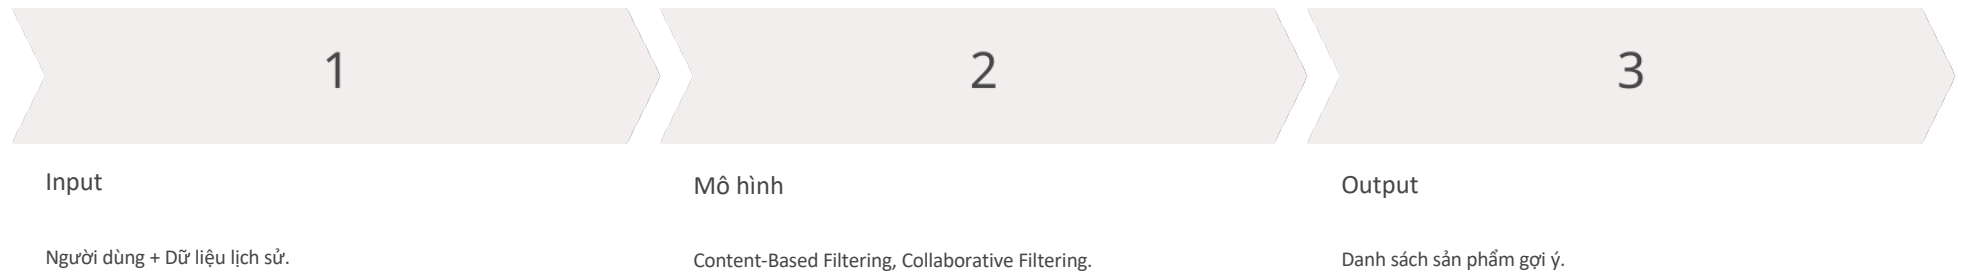 1
2
3
Input
Mô hình
Output
Người dùng + Dữ liệu lịch sử.
Content-Based Filtering, Collaborative Filtering.
Danh sách sản phẩm gợi ý.